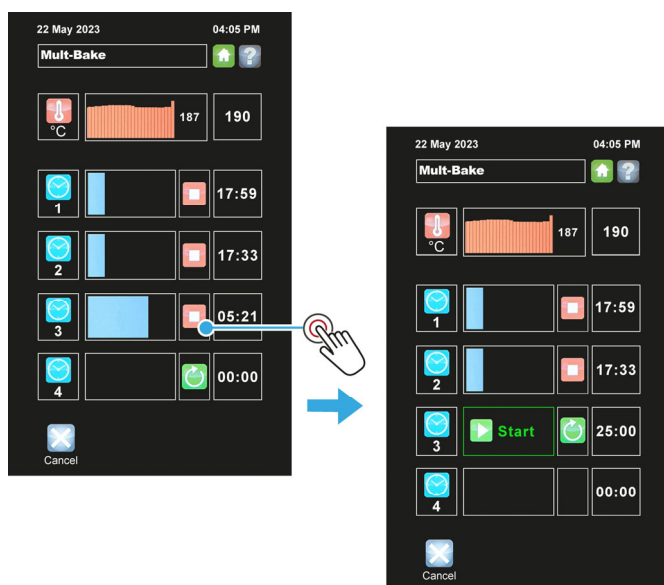 22 May 2023 04:05 PM
Mult-Bake ?
°C 187 190
1 17:59
2 17:33
3 05:21
4 00:00
Cancel
22 May 2023 04:05 PM
Mult-Bake ?
°C 187 190
1 17:59
2 17:33
3 Start 25:00
4 00:00
Cancel